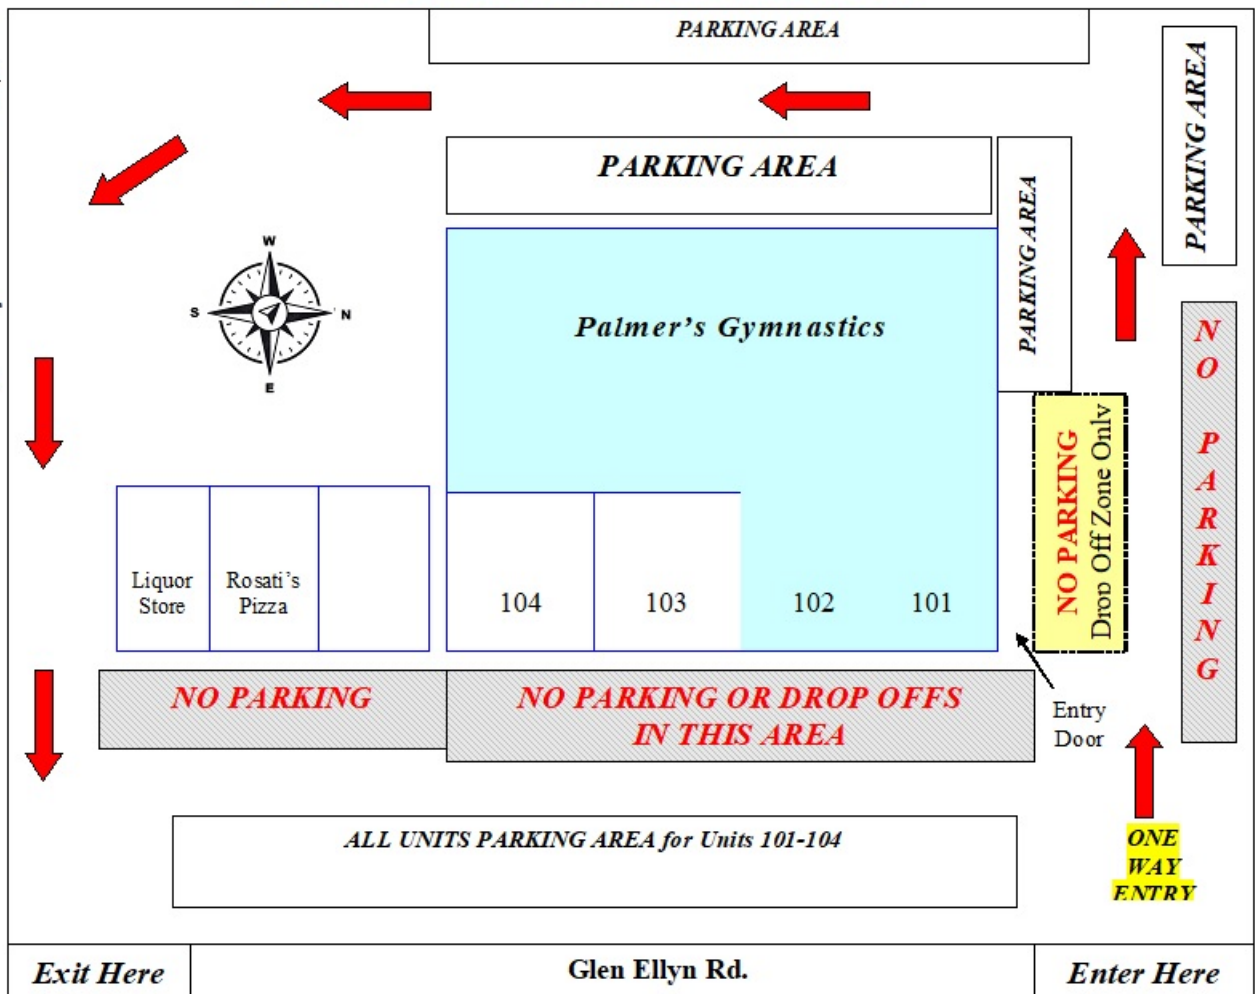 PARKING AREA
PARKING AREA
PARKING AREA
PARKING AREA
W
S
N
E
Palmer's Gymnastics
NO PARKING
NO PARKING
Drop Off Zone Only
Liquor
Store
Rosati's
Pizza
104
103
102
101
NO PARKING
NO PARKING OR DROP OFFS
IN THIS AREA
Entry
Door
ALL UNITS PARKING AREA for Units 101-104
ONE
WAY
ENTRY
Exit Here
Glen Ellyn Rd.
Enter Here